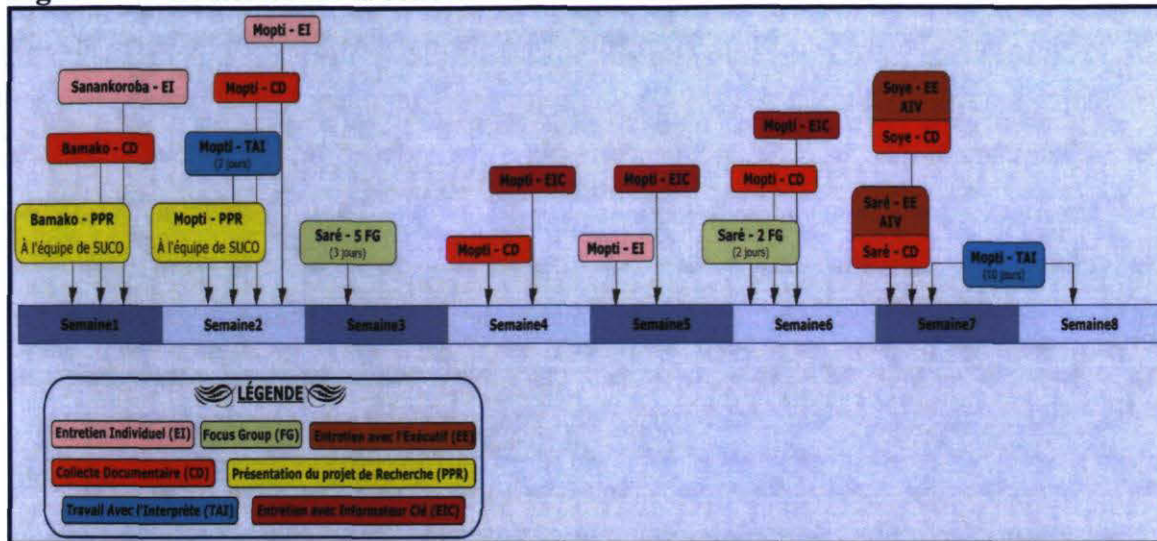 Mopti - EI
Sanankoroba - EI
Mopti - CD
Soye - EE
AIV
Bamako - CD
Mopti - TAI
(2 jours)
Mopti - EIC
Soye - CD
Mopti - EIC
Mopti - EIC
Mopti - CD
Bamako - PPR
À l'équipe de SUCO
Mopti - PPR
À l'équipe de SUCO
Saré - 5 FG
(3 jours)
Mopti - CD
Mopti - EI
Saré - 2 FG
(2 jours)
Saré - EE
AIV
Saré - CD
Mopti - TAI
(10 jours)
Semaine1
Semaine2
Semaine3
Semaine4
Semaine5
Semaine6
Semaine7
Semaine8
LÉGENDE
Entretien Individuel (EI)
Focus Group (FG)
Entretien avec l'Exécutif (EE)
Collecte Documentaire (CD)
Présentation du projet de Recherche (PPR)
Travail Avec l'Interprète (TAI)
Entretien avec Informateur Clé (EIC)